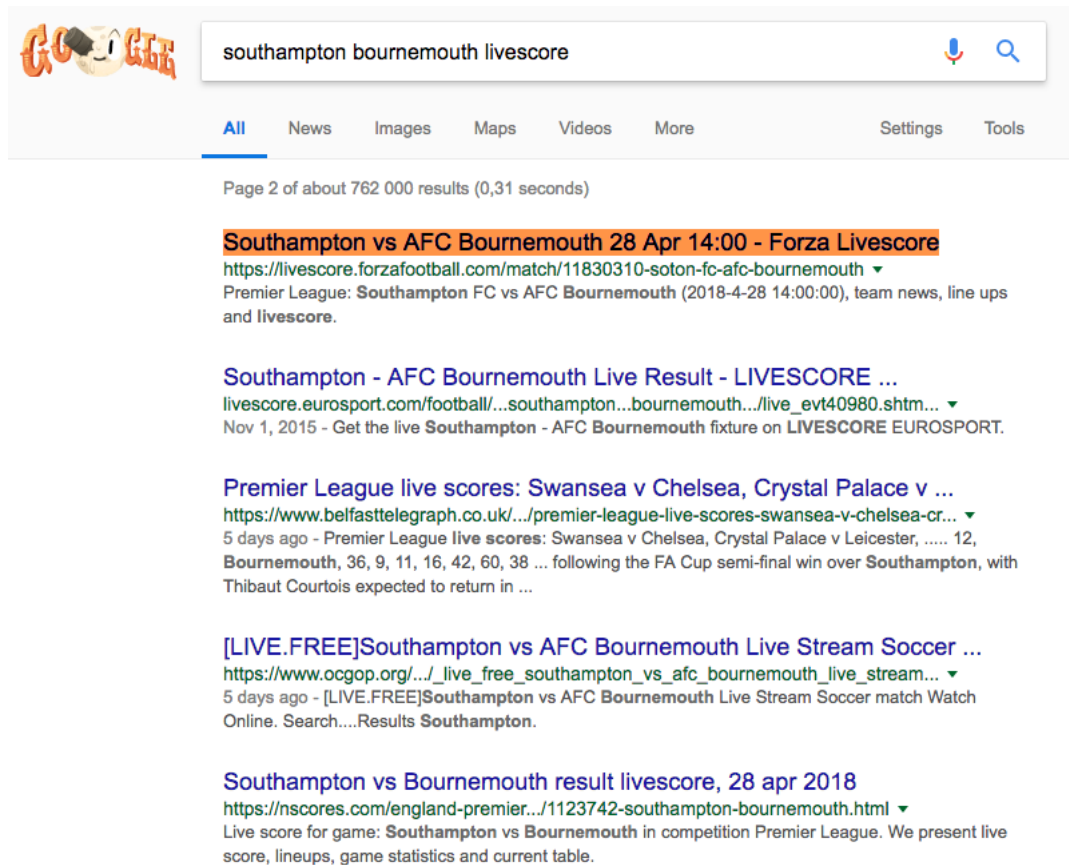 GOOGLE
southampton bournemouth livescore
All News Images Maps Videos More Settings Tools
Page 2 of about 762 000 results (0,31 seconds)
Southampton vs AFC Bournemouth 28 Apr 14:00 - Forza Livescore
https://livescore.forzafootball.com/match/11830310-soton-fc-afc-bournemouth
Premier League: Southampton FC vs AFC Bournemouth (2018-4-28 14:00:00), team news, line ups
and livescore.
Southampton - AFC Bournemouth Live Result - LIVESCORE ...
livescore.eurosport.com/football/...southampton...bournemouth.../live_evt40980.shtm...
Nov 1, 2015 - Get the live Southampton - AFC Bournemouth fixture on LIVESCORE EUROSPORT.
Premier League live scores: Swansea v Chelsea, Crystal Palace v ...
https://www.belfasttelegraph.co.uk/.../premier-league-live-scores-swansea-v-chelsea-cr...
5 days ago - Premier League live scores: Swansea v Chelsea, Crystal Palace v Leicester, ..... 12,
Bournemouth, 36, 9, 11, 16, 42, 60, 38 ... following the FA Cup semi-final win over Southampton, with
Thibaut Courtois expected to return in ...
[LIVE.FREE]Southampton vs AFC Bournemouth Live Stream Soccer ...
https://www.ocgop.org/.../_live_free_southampton_vs_afc_bournemouth_live_stream...
5 days ago - [LIVE.FREE]Southampton vs AFC Bournemouth Live Stream Soccer match Watch
Online. Search....Results Southampton.
Southampton vs Bournemouth result livescore, 28 apr 2018
https://nscores.com/england-premier.../1123742-southampton-bournemouth.html
Live score for game: Southampton vs Bournemouth in competition Premier League. We present live
score, lineups, game statistics and current table.